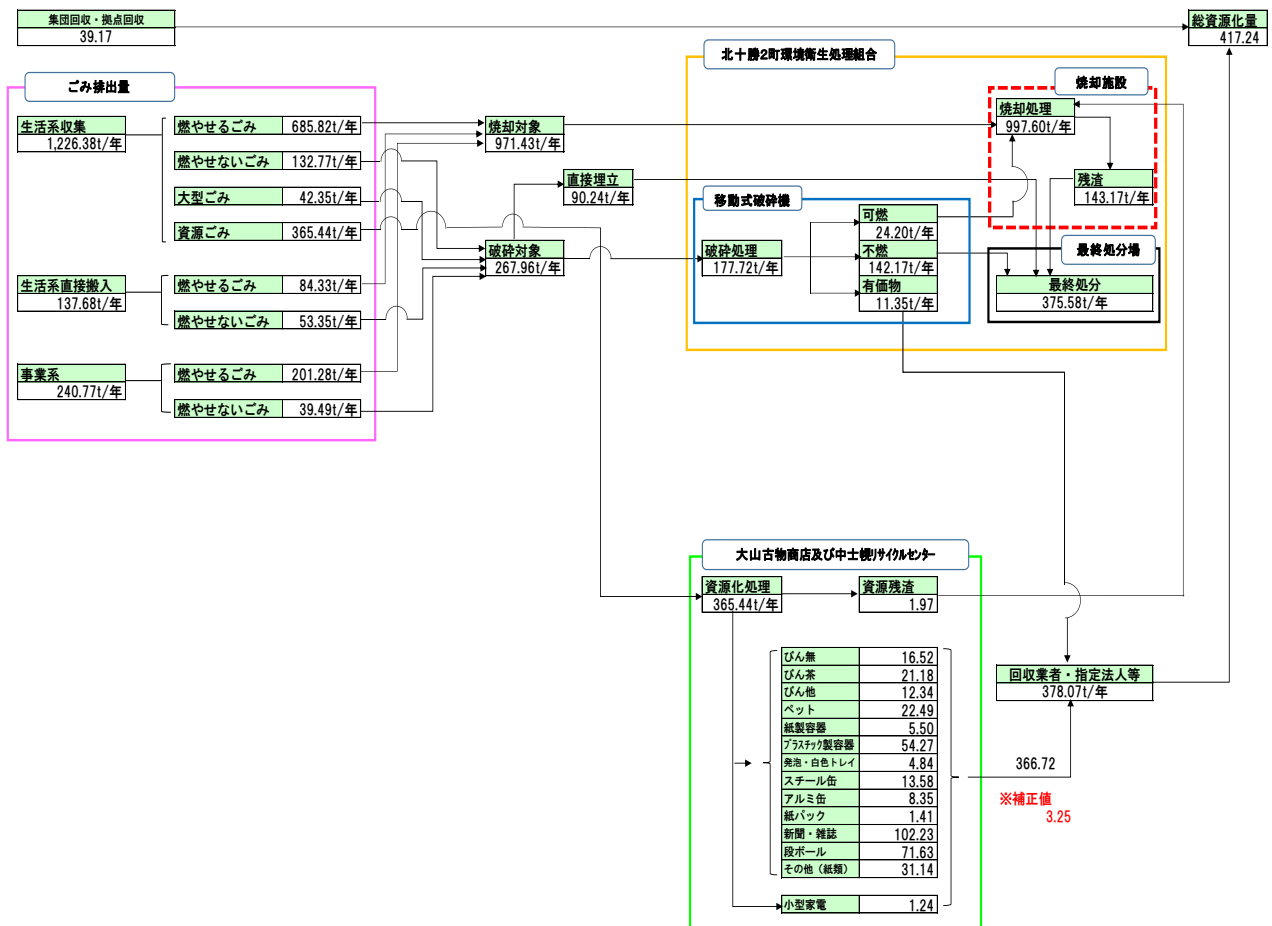 集団回収・拠点回収
39.17
総資源化量
417.24
北十勝2町環境衛生処理組合
ごみ排出量
焼却施設
生活系収集
1,226.38t/年
燃やせるごみ 685.82t/年
燃やせないごみ 132.77t/年
大型ごみ 42.35t/年
資源ごみ 365.44t/年
焼却対象
971.43t/年
焼却処理
997.60t/年
直接埋立
90.24t/年
残渣
143.17t/年
移動式破砕機
破砕対象
267.96t/年
破砕処理
177.72t/年
可燃
24.20t/年
不燃
142.17t/年
有価物
11.35t/年
最終処分場
最終処分
375.58t/年
生活系直接搬入
137.68t/年
燃やせるごみ 84.33t/年
燃やせないごみ 53.35t/年
事業系
240.77t/年
燃やせるごみ 201.28t/年
燃やせないごみ 39.49t/年
大山古物商店及び中士幌リサイクルセンター
資源化処理
365.44t/年
資源残渣
1.97
びん無 16.52
びん茶 21.18
びん他 12.34
ペット 22.49
紙製容器 5.50
プラスチック製容器 54.27
発泡・白色トレイ 4.84
スチール缶 13.58
アルミ缶 8.35
紙パック 1.41
新聞・雑誌 102.23
段ボール 71.63
その他（紙類） 31.14
小型家電 1.24
回収業者・指定法人等
378.07t/年
366.72
※補正値
3.25